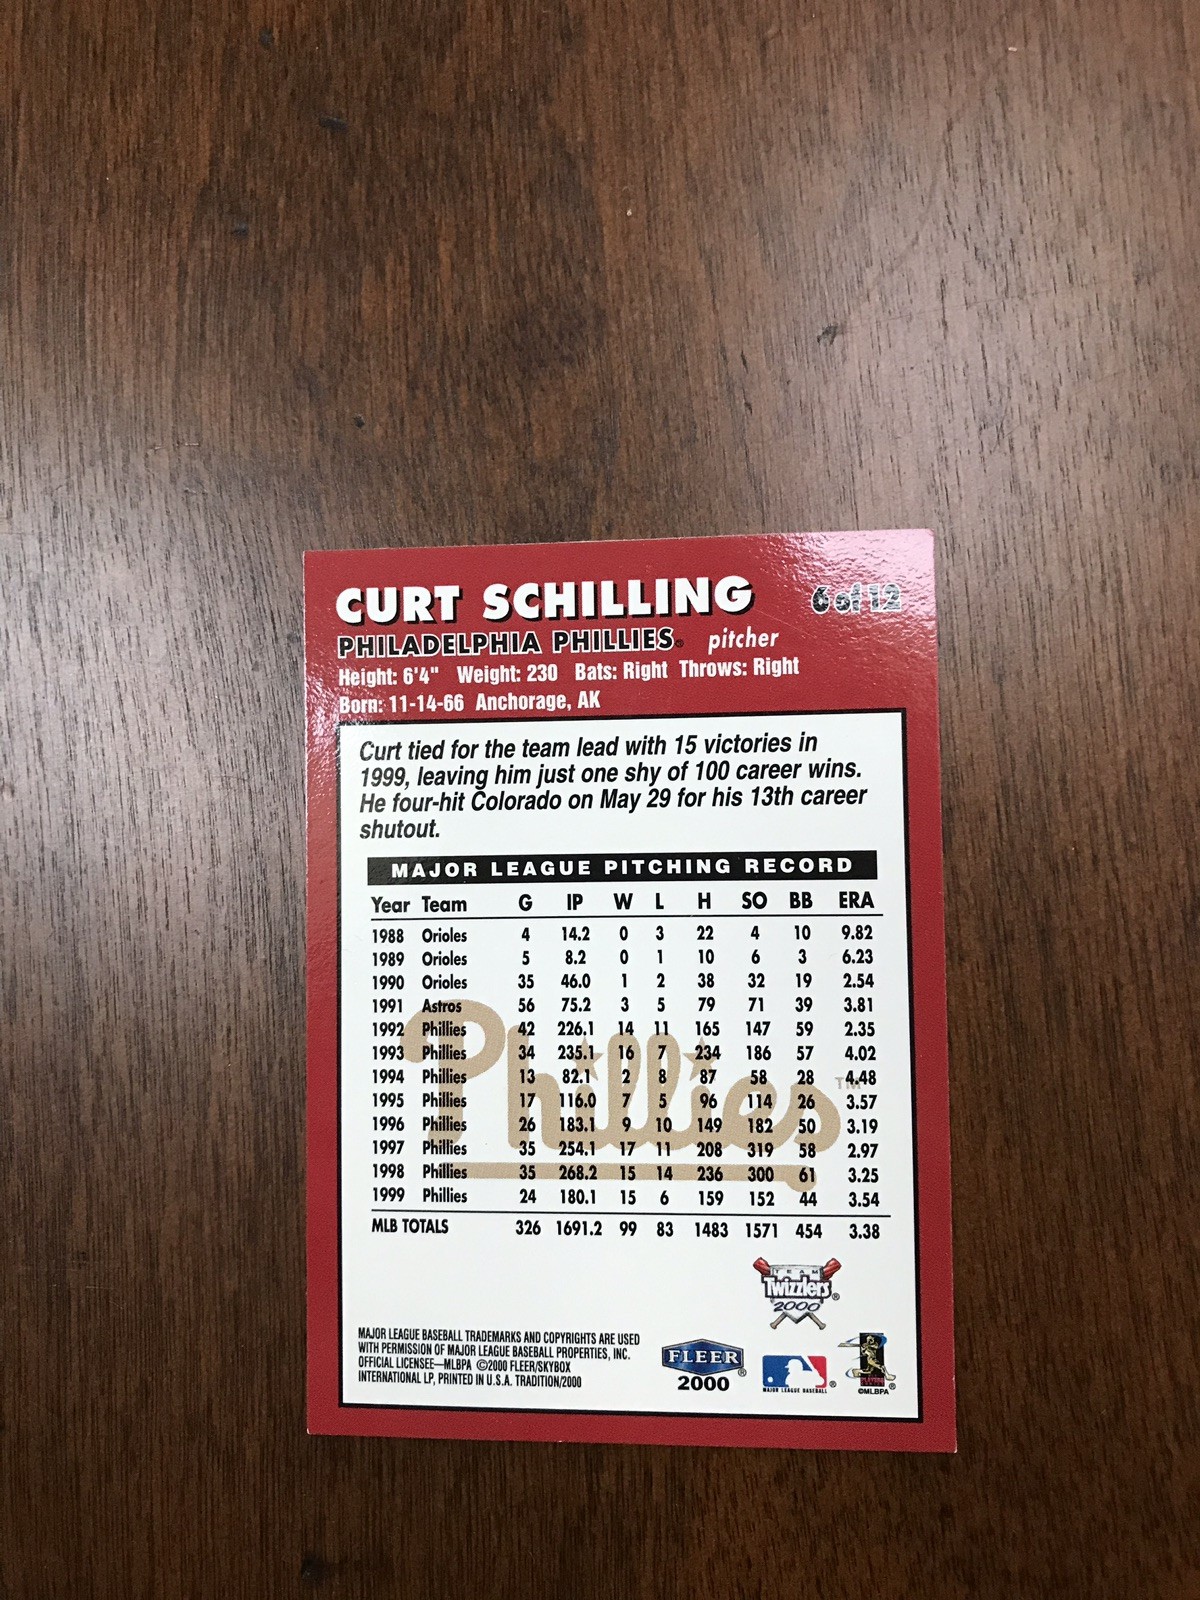 CURT SCHILLING 6 of 12
PHILADELPHIA PHILLIES® pitcher
Height: 6'4" Weight: 230 Bats: Right Throws: Right
Born: 11-14-66 Anchorage, AK
Curt tied for the team lead with 15 victories in
1999, leaving him just one shy of 100 career wins.
He four-hit Colorado on May 29 for his 13th career
shutout.
MAJOR LEAGUE PITCHING RECORD
Year Team G IP W L H SO BB ERA
1988 Orioles 4 14.2 0 3 22 4 10 9.82
1989 Orioles 5 8.2 0 1 10 6 3 6.23
1990 Orioles 35 46.0 1 2 38 32 19 2.54
1991 Astros 56 75.2 3 5 79 71 39 3.81
1992 Phillies 42 226.1 14 11 165 147 59 2.35
1993 Phillies 34 235.1 16 7 234 186 57 4.02
1994 Phillies 13 82.1 2 8 87 58 28 4.48
1995 Phillies 17 116.0 7 5 96 114 26 3.57
1996 Phillies 26 183.1 9 10 149 182 50 3.19
1997 Phillies 35 254.1 17 11 208 319 58 2.97
1998 Phillies 35 268.2 15 14 236 300 61 3.25
1999 Phillies 24 180.1 15 6 159 152 44 3.54
MLB TOTALS 326 1691.2 99 83 1483 1571 454 3.38
Phillies™
TEAM
Twizzlers®
2000
MAJOR LEAGUE BASEBALL TRADEMARKS AND COPYRIGHTS ARE USED
WITH PERMISSION OF MAJOR LEAGUE BASEBALL PROPERTIES, INC.
OFFICIAL LICENSEE—MLBPA ©2000 FLEER/SKYBOX
INTERNATIONAL LP, PRINTED IN U.S.A. TRADITION/2000
FLEER®
2000
MAJOR LEAGUE BASEBALL®
©MLBPA®